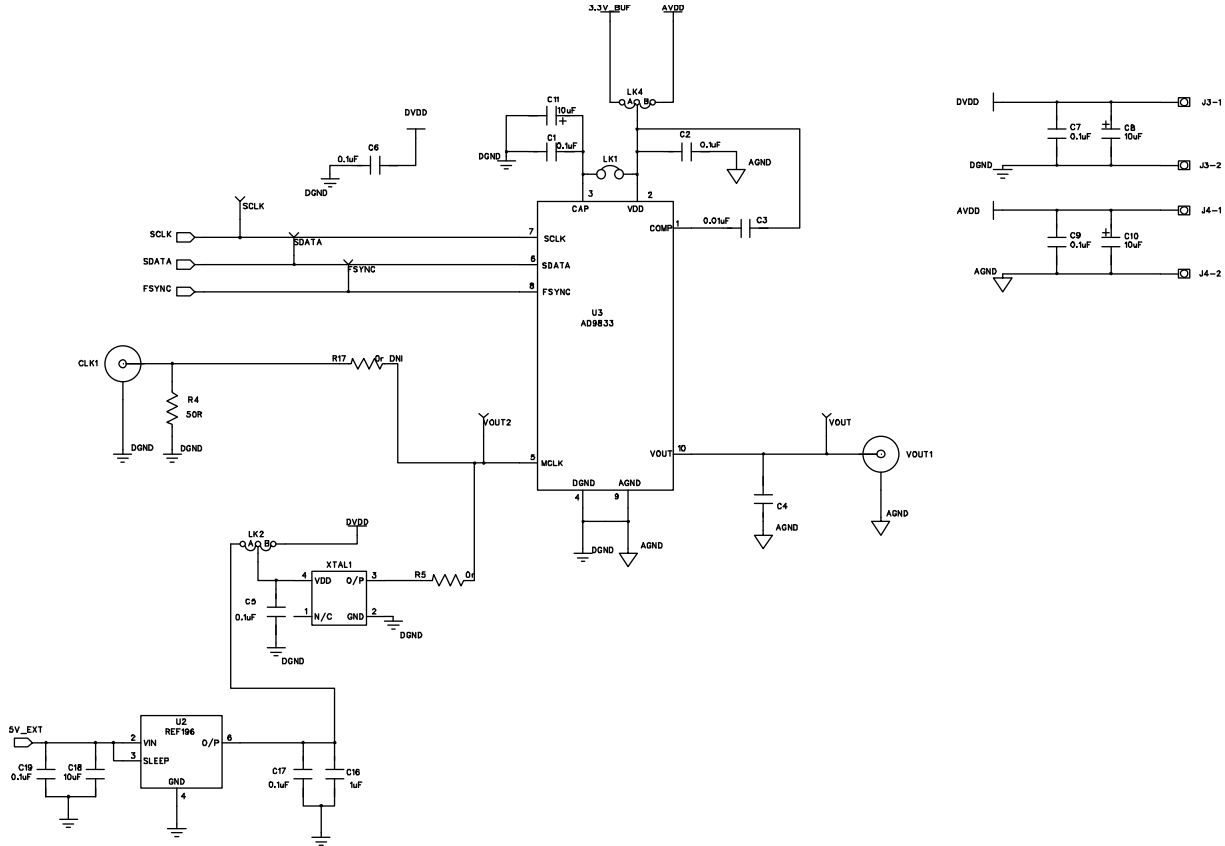 3.3V_BUF AVDD
LK4
A B
C11
10uF
+
DVDD
C1
0.1uF
C2
0.1uF
DGND
LK1
AGND
C6
0.1uF
DGND
3 2
CAP VDD
SCLK
SCLK 7 SCLK
SDATA
SDATA 6 SDATA
FSYNC
FSYNC 8 FSYNC
COMP 1 0.01uF C3
U3
AD9833
DVDD J3-1
C7
0.1uF
+
C8
10uF
DGND J3-2
AVDD J4-1
C9
0.1uF
+
C10
10uF
AGND J4-2
CLK1
R17 0r DNI
R4
50R
DGND DGND
VOUT2
5 MCLK
VOUT 10
VOUT
VOUT1
C4
AGND
AGND
DGND AGND
4 9
DGND AGND
LK2
A B
DVDD
XTAL1
4 VDD O/P 3
R5 0r
1 N/C GND 2
DGND
C5
0.1uF
DGND
5V_EXT
U2
REF196
2 VIN O/P 6
3 SLEEP
GND
4
C19
0.1uF
C18
10uF
C17
0.1uF
C16
1uF